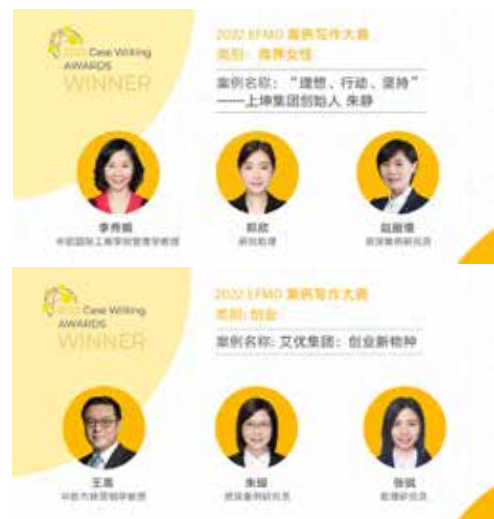 2022 Case Writing
AWARDS
WINNER
2022 EFMD 案例写作大赛
类别：商界女性
案例名称：“理想、行动、坚持”
——上坤集团创始人 朱静
李秀娟
中欧国际工商学院管理学教授
郑欣
研究助理
赵丽缦
资深案例研究员
2022 Case Writing
AWARDS
WINNER
2022 EFMD 案例写作大赛
类别: 创业
案例名称: 艾优集团：创业新物种
王高
中欧市场营销学教授
朱琼
资深案例研究员
张锐
助理研究员